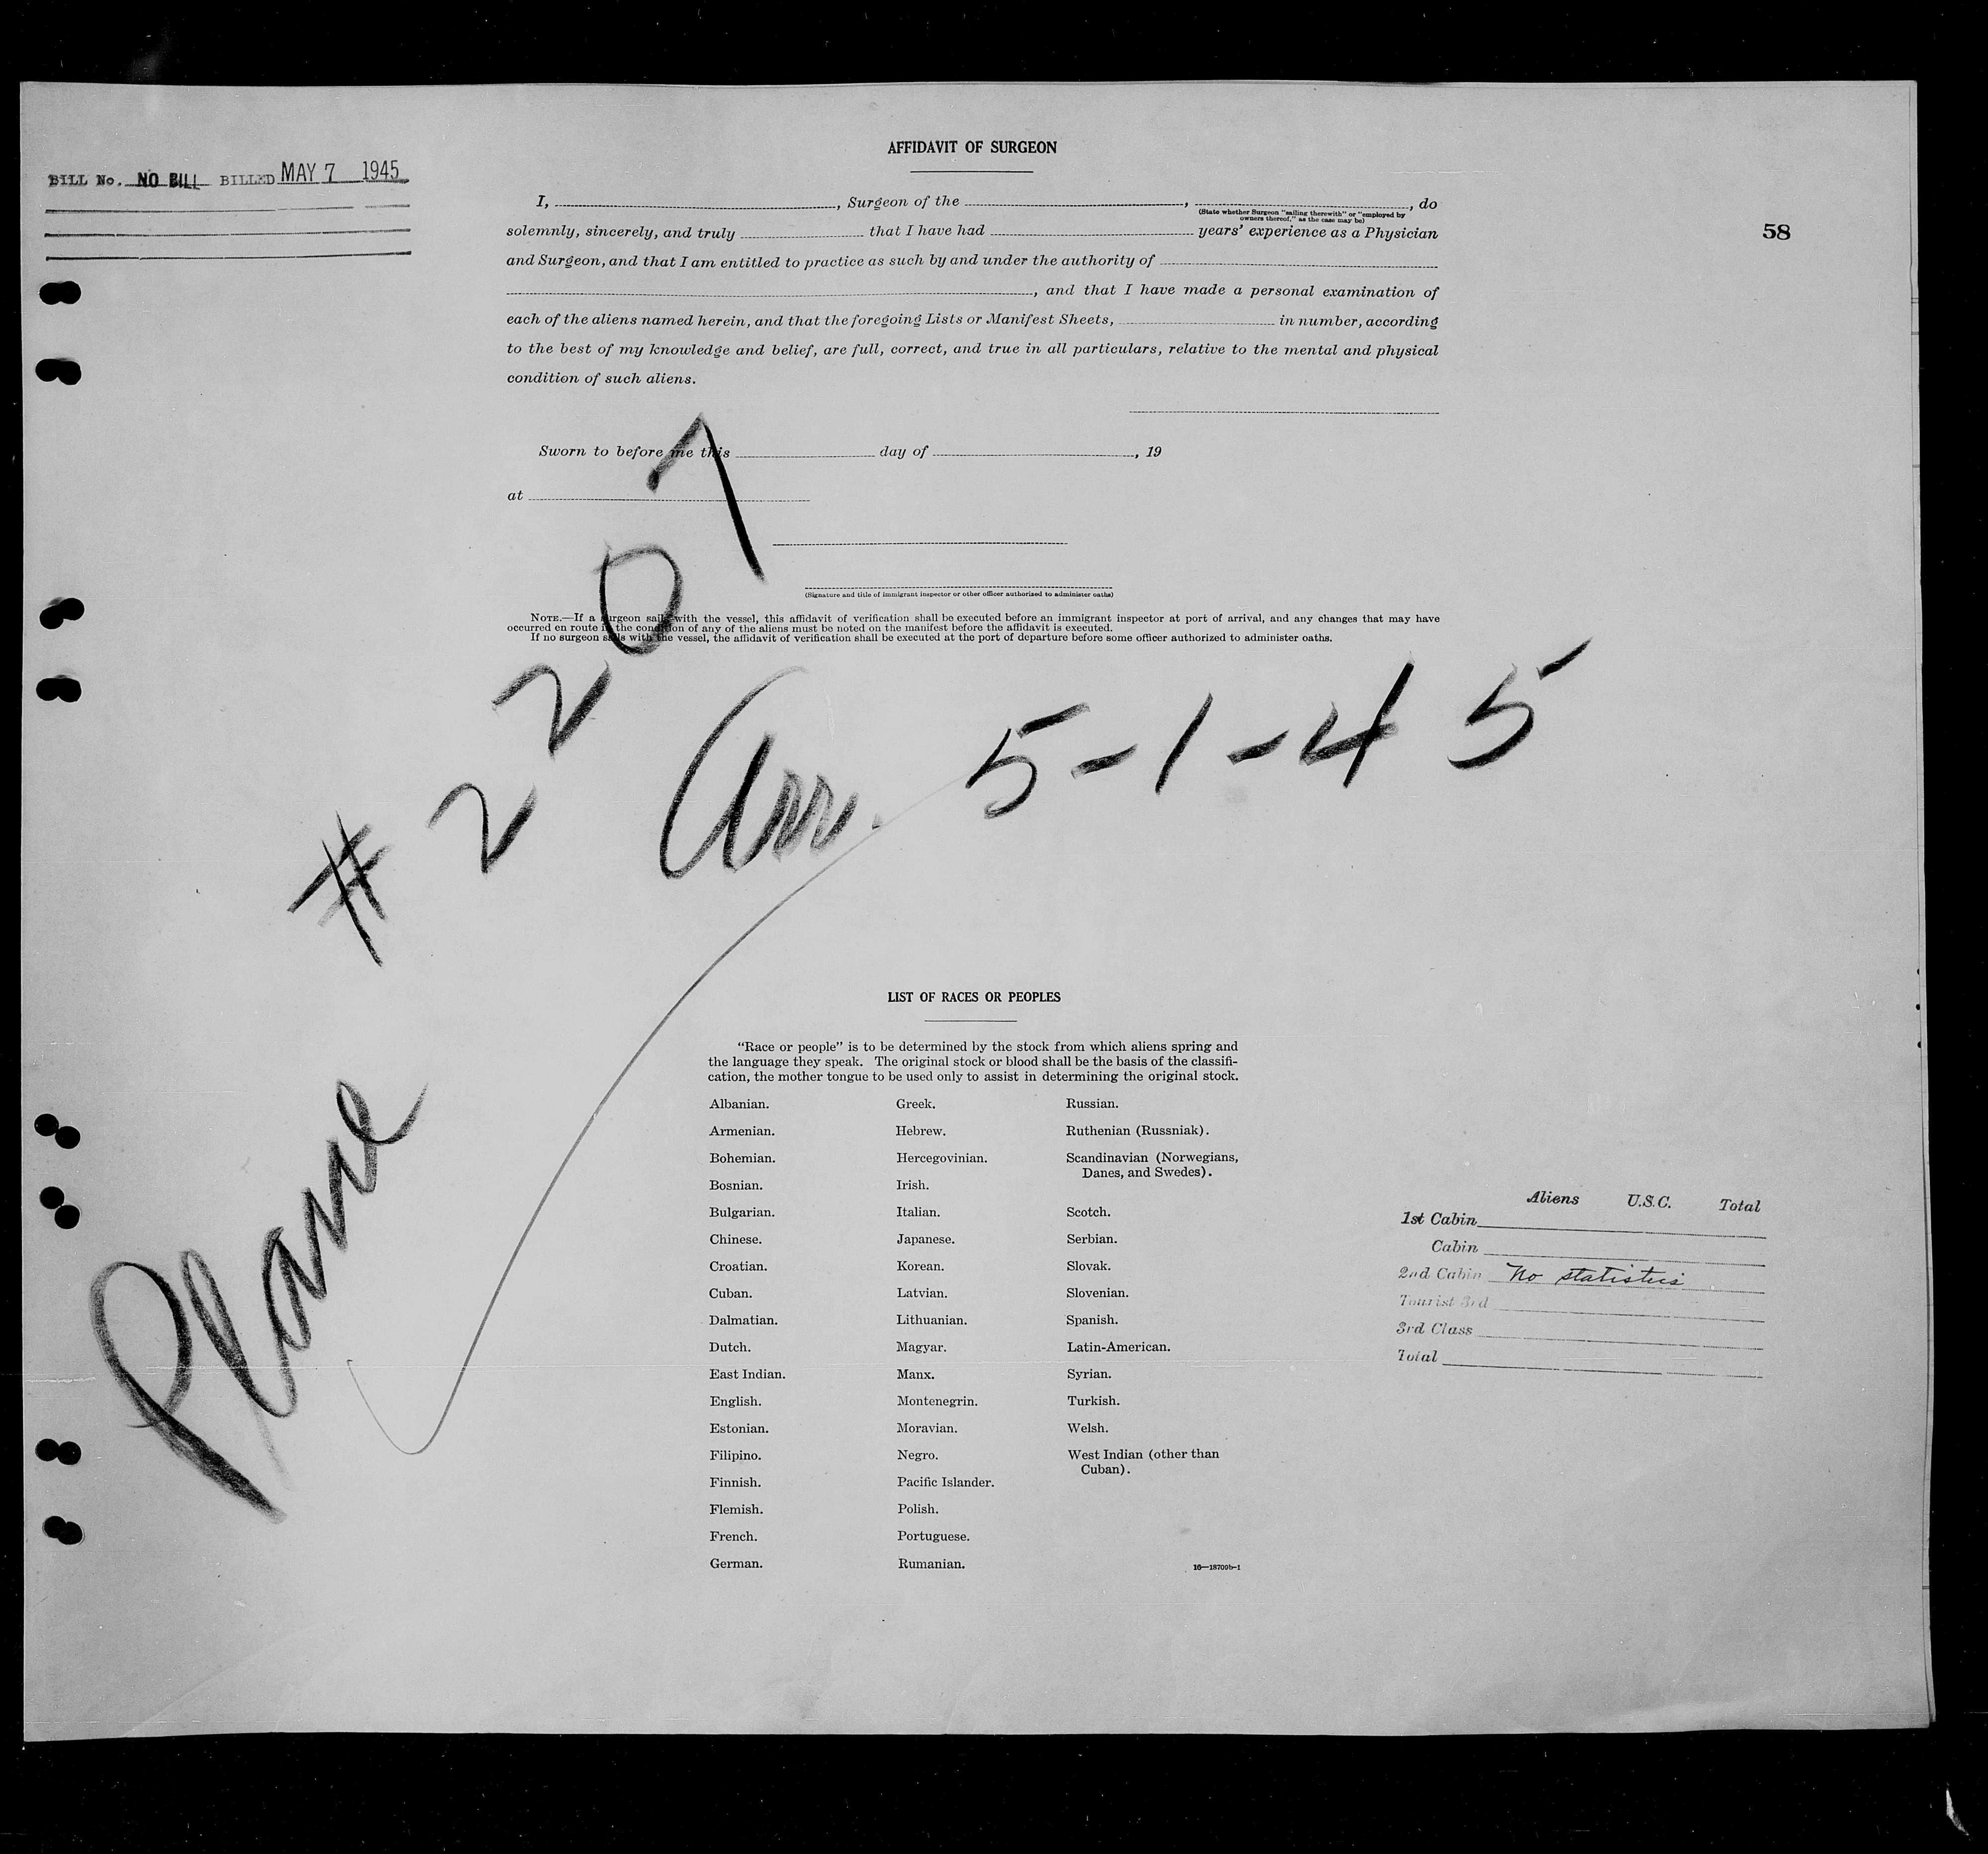 AFFIDAVIT OF SURGEON
BILL No. NO BILL BILLED MAY 7 1945
I, , Surgeon of the , , do
(State whether Surgeon "sailing therewith" or "employed by
owners thereof," as the case may be)
58
solemnly, sincerely, and truly that I have had years' experience as a Physician
and Surgeon, and that I am entitled to practice as such by and under the authority of
, and that I have made a personal examination of
each of the aliens named herein, and that the foregoing Lists or Manifest Sheets, in number, according
to the best of my knowledge and belief, are full, correct, and true in all particulars, relative to the mental and physical
condition of such aliens.
Sworn to before me this day of , 19
at
(Signature and title of immigrant inspector or other officer authorized to administer oaths)
NOTE.—If a surgeon sails with the vessel, this affidavit of verification shall be executed before an immigrant inspector at port of arrival, and any changes that may have
occurred en route in the condition of any of the aliens must be noted on the manifest before the affidavit is executed.
If no surgeon sails with the vessel, the affidavit of verification shall be executed at the port of departure before some officer authorized to administer oaths.
Plane # 2207
Arr. 5-1-45
LIST OF RACES OR PEOPLES
"Race or people" is to be determined by the stock from which aliens spring and
the language they speak. The original stock or blood shall be the basis of the classifi-
cation, the mother tongue to be used only to assist in determining the original stock.
Albanian.
Armenian.
Bohemian.
Bosnian.
Bulgarian.
Chinese.
Croatian.
Cuban.
Dalmatian.
Dutch.
East Indian.
English.
Estonian.
Filipino.
Finnish.
Flemish.
French.
German.
Greek.
Hebrew.
Hercegovinian.
Irish.
Italian.
Japanese.
Korean.
Latvian.
Lithuanian.
Magyar.
Manx.
Montenegrin.
Moravian.
Negro.
Pacific Islander.
Polish.
Portuguese.
Rumanian.
Russian.
Ruthenian (Russniak).
Scandinavian (Norwegians,
Danes, and Swedes).
Scotch.
Serbian.
Slovak.
Slovenian.
Spanish.
Latin-American.
Syrian.
Turkish.
Welsh.
West Indian (other than
Cuban).
16—18709b-1
Aliens U.S.C. Total
1st Cabin
Cabin
2nd Cabin No statistics
Tourist 3rd
3rd Class
Total